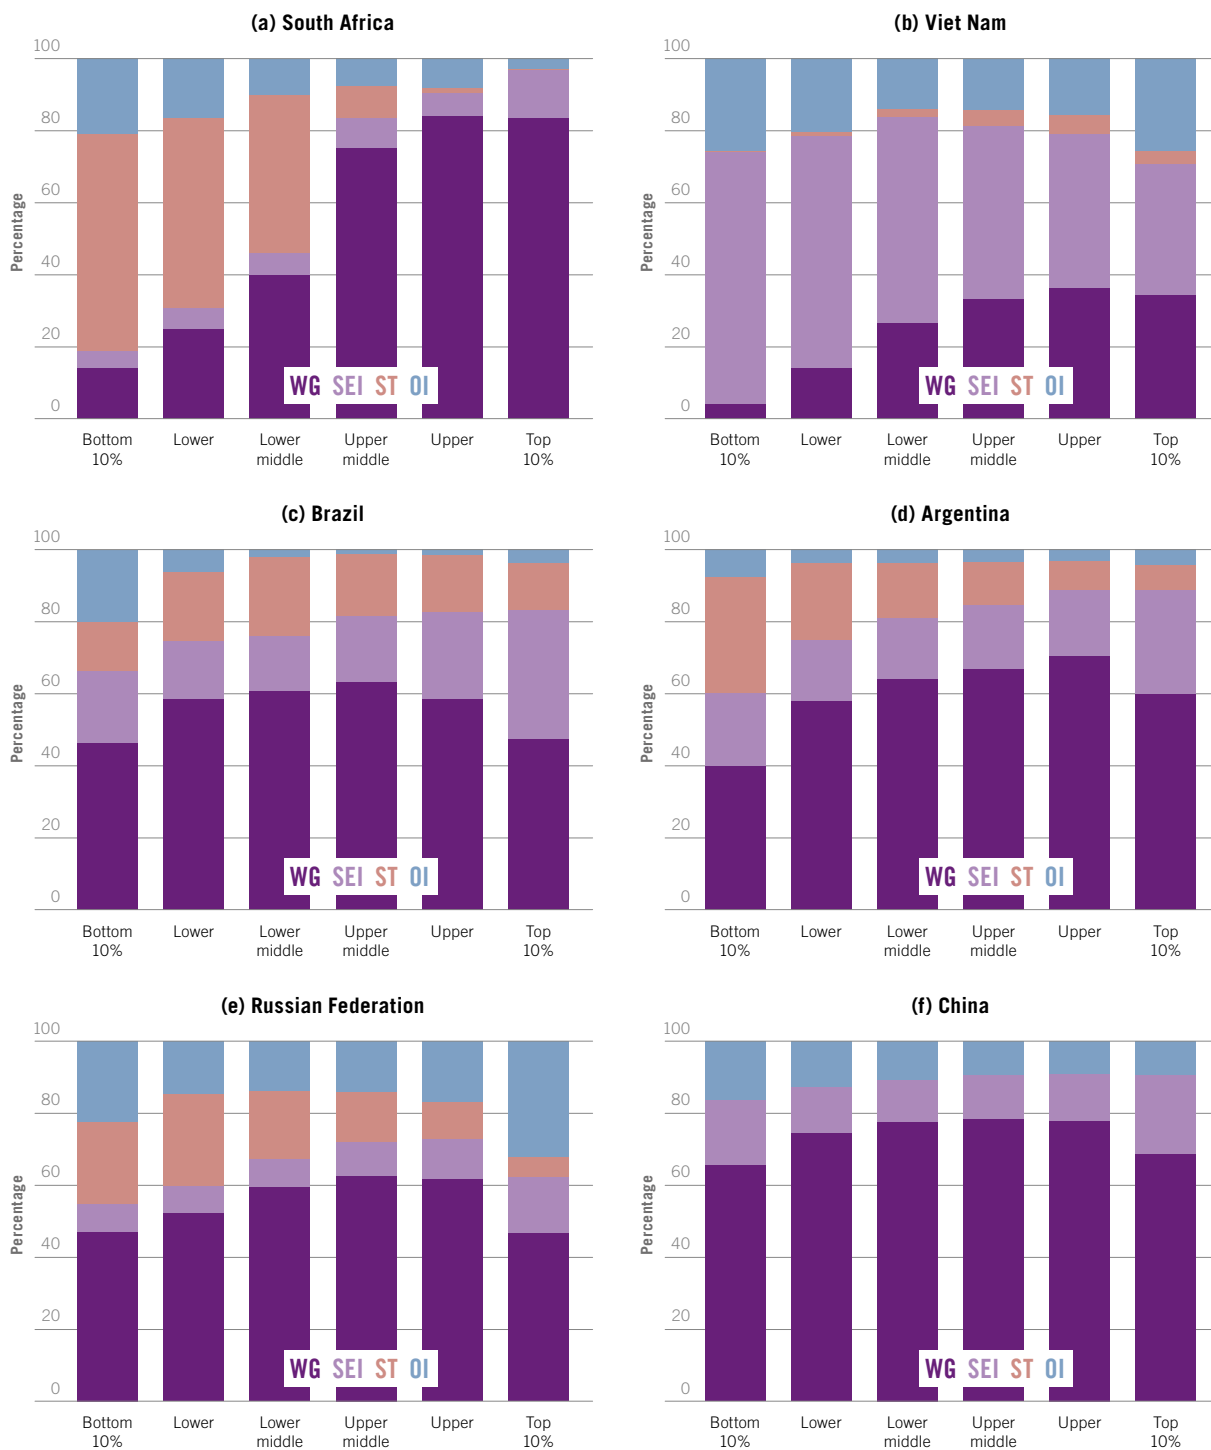 (a) South Africa
100
80
60
40
20
0
Percentage
WG SEI ST OI
Bottom 10%
Lower
Lower middle
Upper middle
Upper
Top 10%
(b) Viet Nam
100
80
60
40
20
0
Percentage
WG SEI ST OI
Bottom 10%
Lower
Lower middle
Upper middle
Upper
Top 10%
(c) Brazil
100
80
60
40
20
0
Percentage
WG SEI ST OI
Bottom 10%
Lower
Lower middle
Upper middle
Upper
Top 10%
(d) Argentina
100
80
60
40
20
0
Percentage
WG SEI ST OI
Bottom 10%
Lower
Lower middle
Upper middle
Upper
Top 10%
(e) Russian Federation
100
80
60
40
20
0
Percentage
WG SEI ST OI
Bottom 10%
Lower
Lower middle
Upper middle
Upper
Top 10%
(f) China
100
80
60
40
20
0
Percentage
WG SEI ST OI
Bottom 10%
Lower
Lower middle
Upper middle
Upper
Top 10%